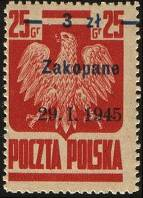 3 zł
25 Gr 25 Gr
Zakopane
29. I. 1945
POCZTA POLSKA